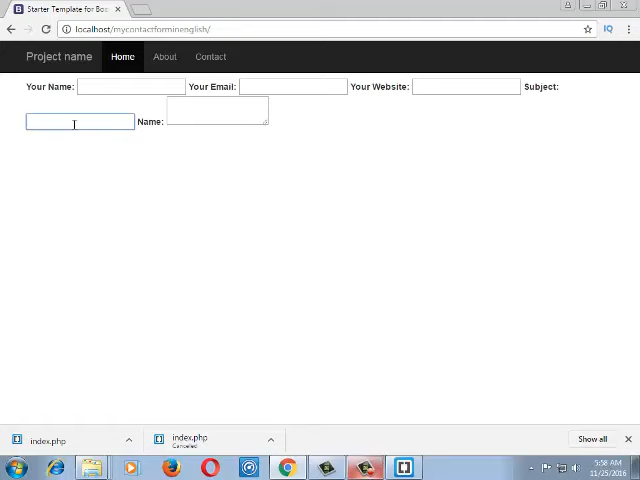 Starter Template for Boo
localhost/mycontactforminenglish/
Project name Home About Contact
Your Name: Your Email: Your Website: Subject:
Name:
index.php
index.php
Canceled
Show all
5:58 AM
11/25/2016